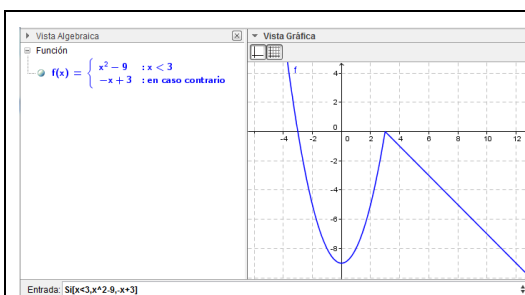 Vista Algebraica
Vista Gráfica
Función
f(x) = { x² − 9 : x < 3
−x + 3 : en caso contrario
f
4
2
0
-4 -2 0 2 4 6 8 10 12
-2
-4
-6
-8
Entrada: Si[x<3,x^2-9,-x+3]